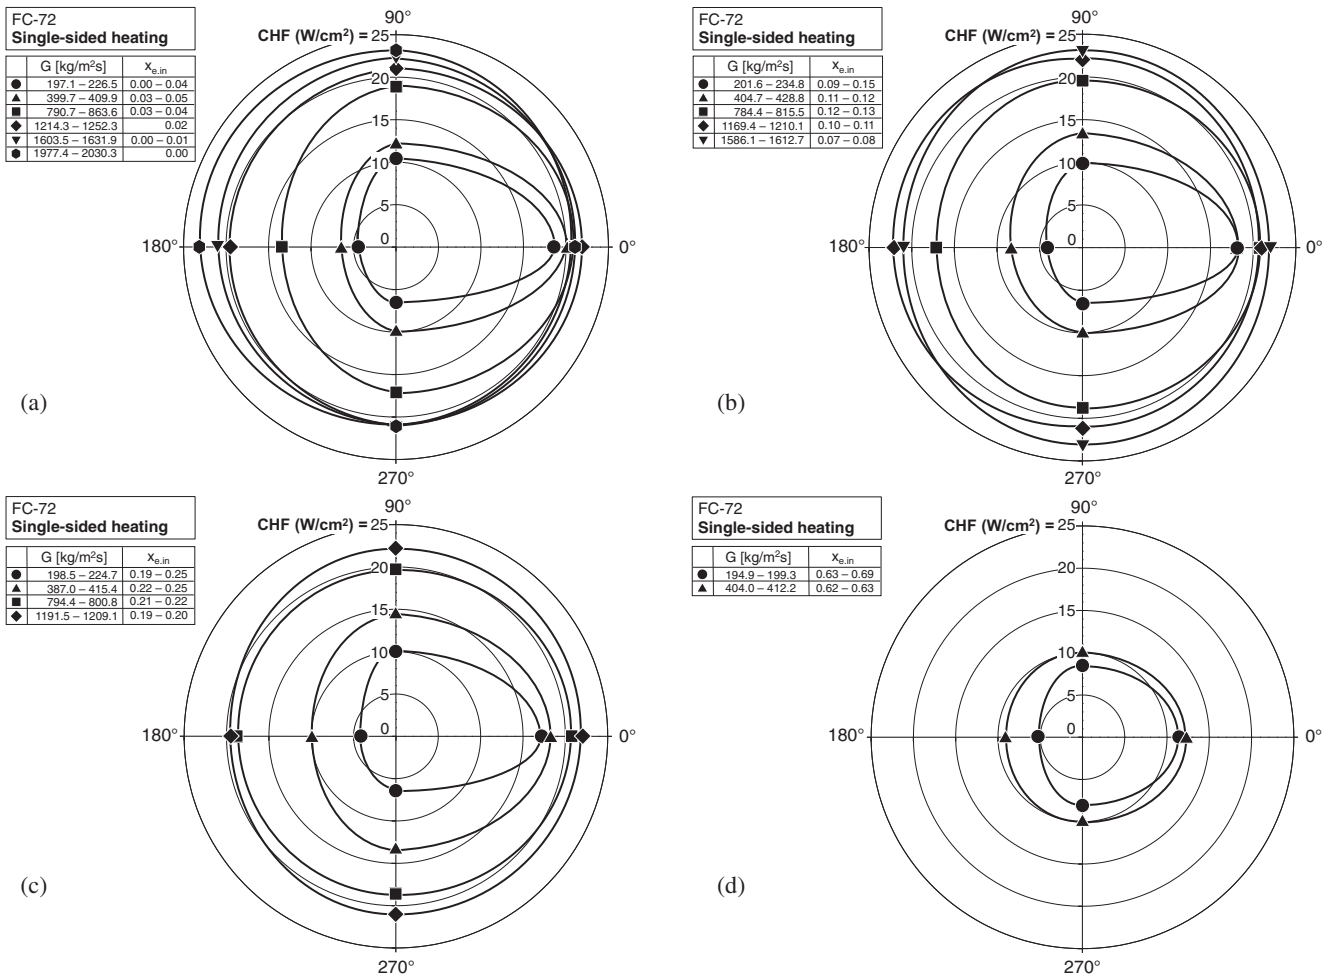 FC-72
Single-sided heating
G [kg/m²s] x e.in
197.1 – 226.5 0.00 – 0.04
399.7 – 409.9 0.03 – 0.05
790.7 – 863.6 0.03 – 0.04
1214.3 – 1252.3 0.02
1603.5 – 1631.9 0.00 – 0.01
1977.4 – 2030.3 0.00
90°
CHF (W/cm²) = 25
20
15
10
5
0
180°
0°
270°
(a)
FC-72
Single-sided heating
G [kg/m²s] x e.in
201.6 – 234.8 0.09 – 0.15
404.7 – 428.8 0.11 – 0.12
784.4 – 815.5 0.12 – 0.13
1169.4 – 1210.1 0.10 – 0.11
1586.1 – 1612.7 0.07 – 0.08
90°
CHF (W/cm²) = 25
20
15
10
5
0
180°
0°
270°
(b)
FC-72
Single-sided heating
G [kg/m²s] x e.in
198.5 – 224.7 0.19 – 0.25
387.0 – 415.4 0.22 – 0.25
794.4 – 800.8 0.21 – 0.22
1191.5 – 1209.1 0.19 – 0.20
90°
CHF (W/cm²) = 25
20
15
10
5
0
180°
0°
270°
(c)
FC-72
Single-sided heating
G [kg/m²s] x e.in
194.9 – 199.3 0.63 – 0.69
404.0 – 412.2 0.62 – 0.63
90°
CHF (W/cm²) = 25
20
15
10
5
0
180°
0°
270°
(d)